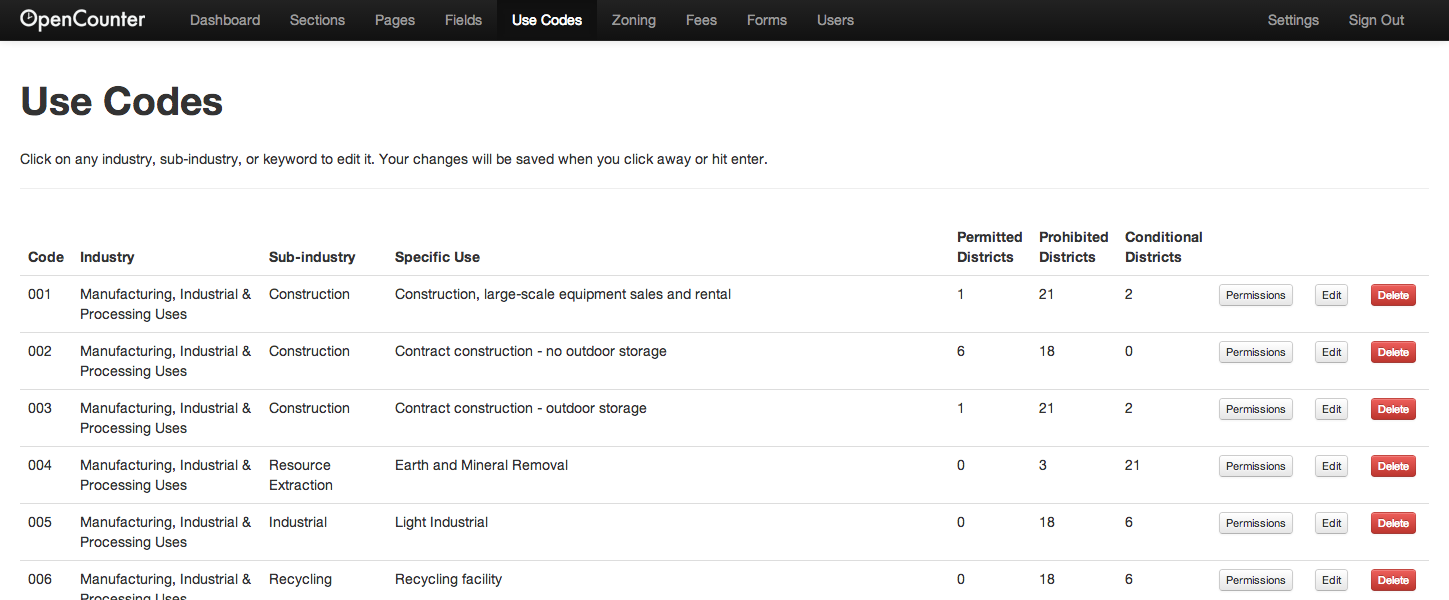 OpenCounter Dashboard Sections Pages Fields Use Codes Zoning Fees Forms Users Settings Sign Out
Use Codes
Click on any industry, sub-industry, or keyword to edit it. Your changes will be saved when you click away or hit enter.
Permitted Prohibited Conditional
Code Industry Sub-industry Specific Use Districts Districts Districts
001 Manufacturing, Industrial & Construction Construction, large-scale equipment sales and rental 1 21 2 Permissions Edit Delete
Processing Uses
002 Manufacturing, Industrial & Construction Contract construction - no outdoor storage 6 18 0 Permissions Edit Delete
Processing Uses
003 Manufacturing, Industrial & Construction Contract construction - outdoor storage 1 21 2 Permissions Edit Delete
Processing Uses
004 Manufacturing, Industrial & Resource Earth and Mineral Removal 0 3 21 Permissions Edit Delete
Processing Uses Extraction
005 Manufacturing, Industrial & Industrial Light Industrial 0 18 6 Permissions Edit Delete
Processing Uses
006 Manufacturing, Industrial & Recycling Recycling facility 0 18 6 Permissions Edit Delete
Processing Uses